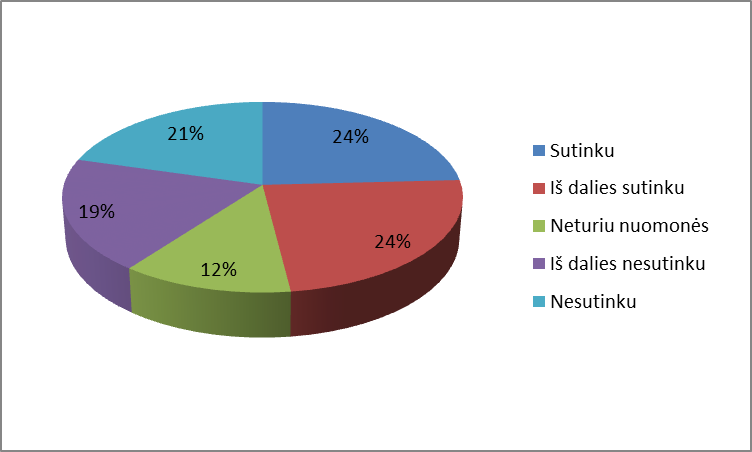 21%
24%
19%
24%
12%
Sutinku
Iš dalies sutinku
Neturiu nuomonės
Iš dalies nesutinku
Nesutinku